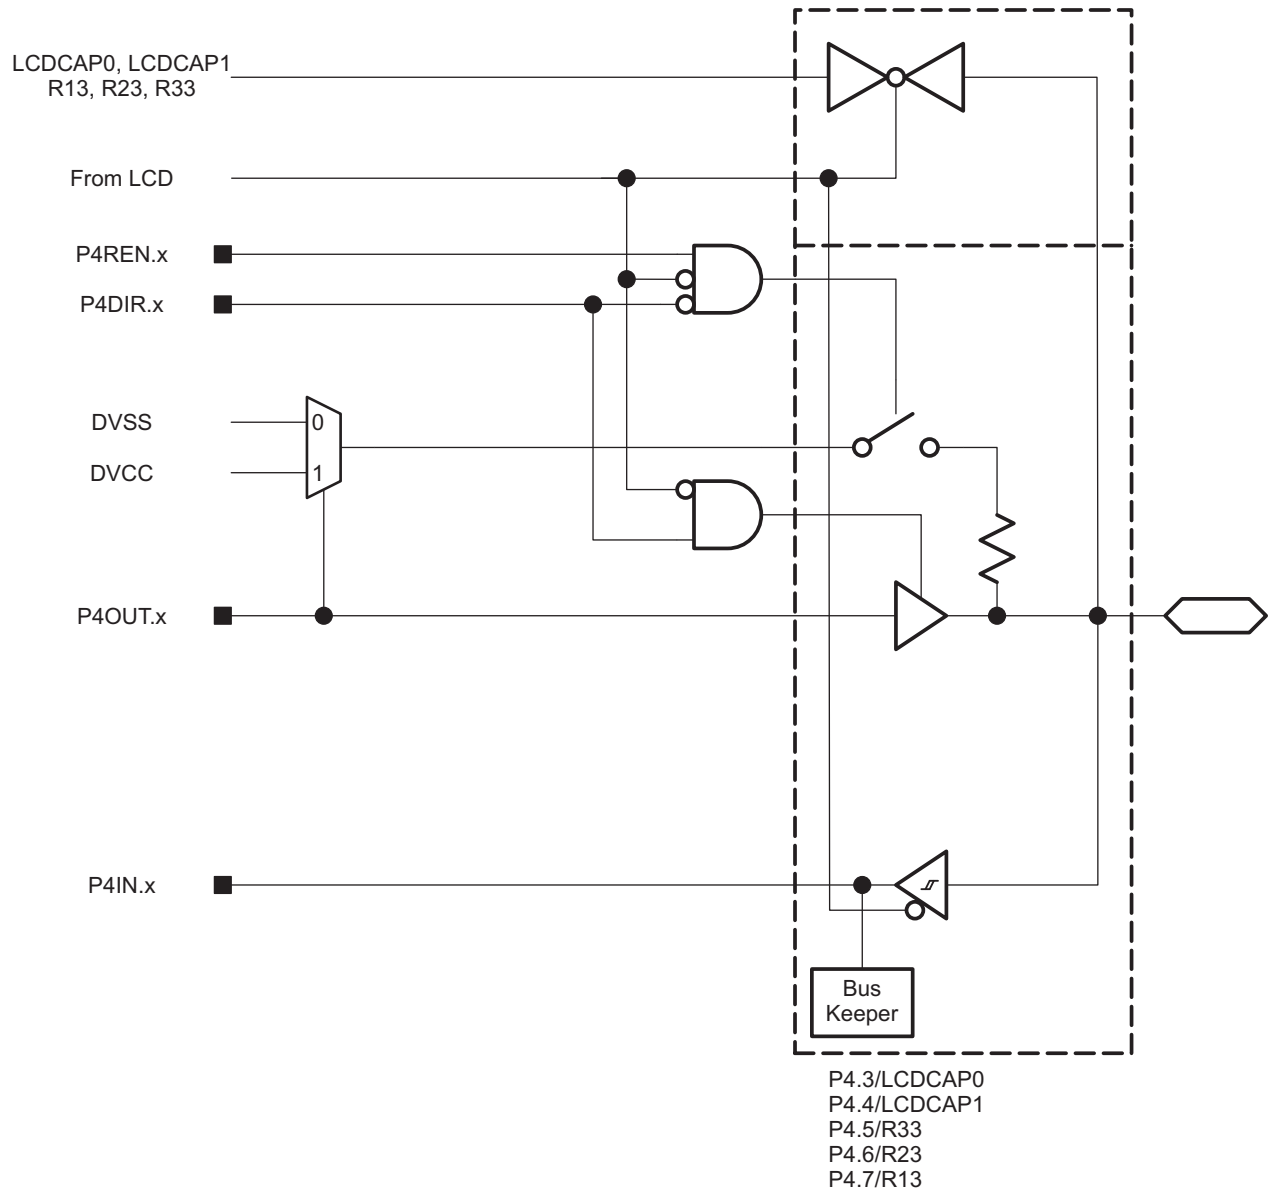 LCDCAP0, LCDCAP1
R13, R23, R33
From LCD
P4REN.x
P4DIR.x
DVSS
0
DVCC
1
P4OUT.x
P4IN.x
Bus
Keeper
P4.3/LCDCAP0
P4.4/LCDCAP1
P4.5/R33
P4.6/R23
P4.7/R13